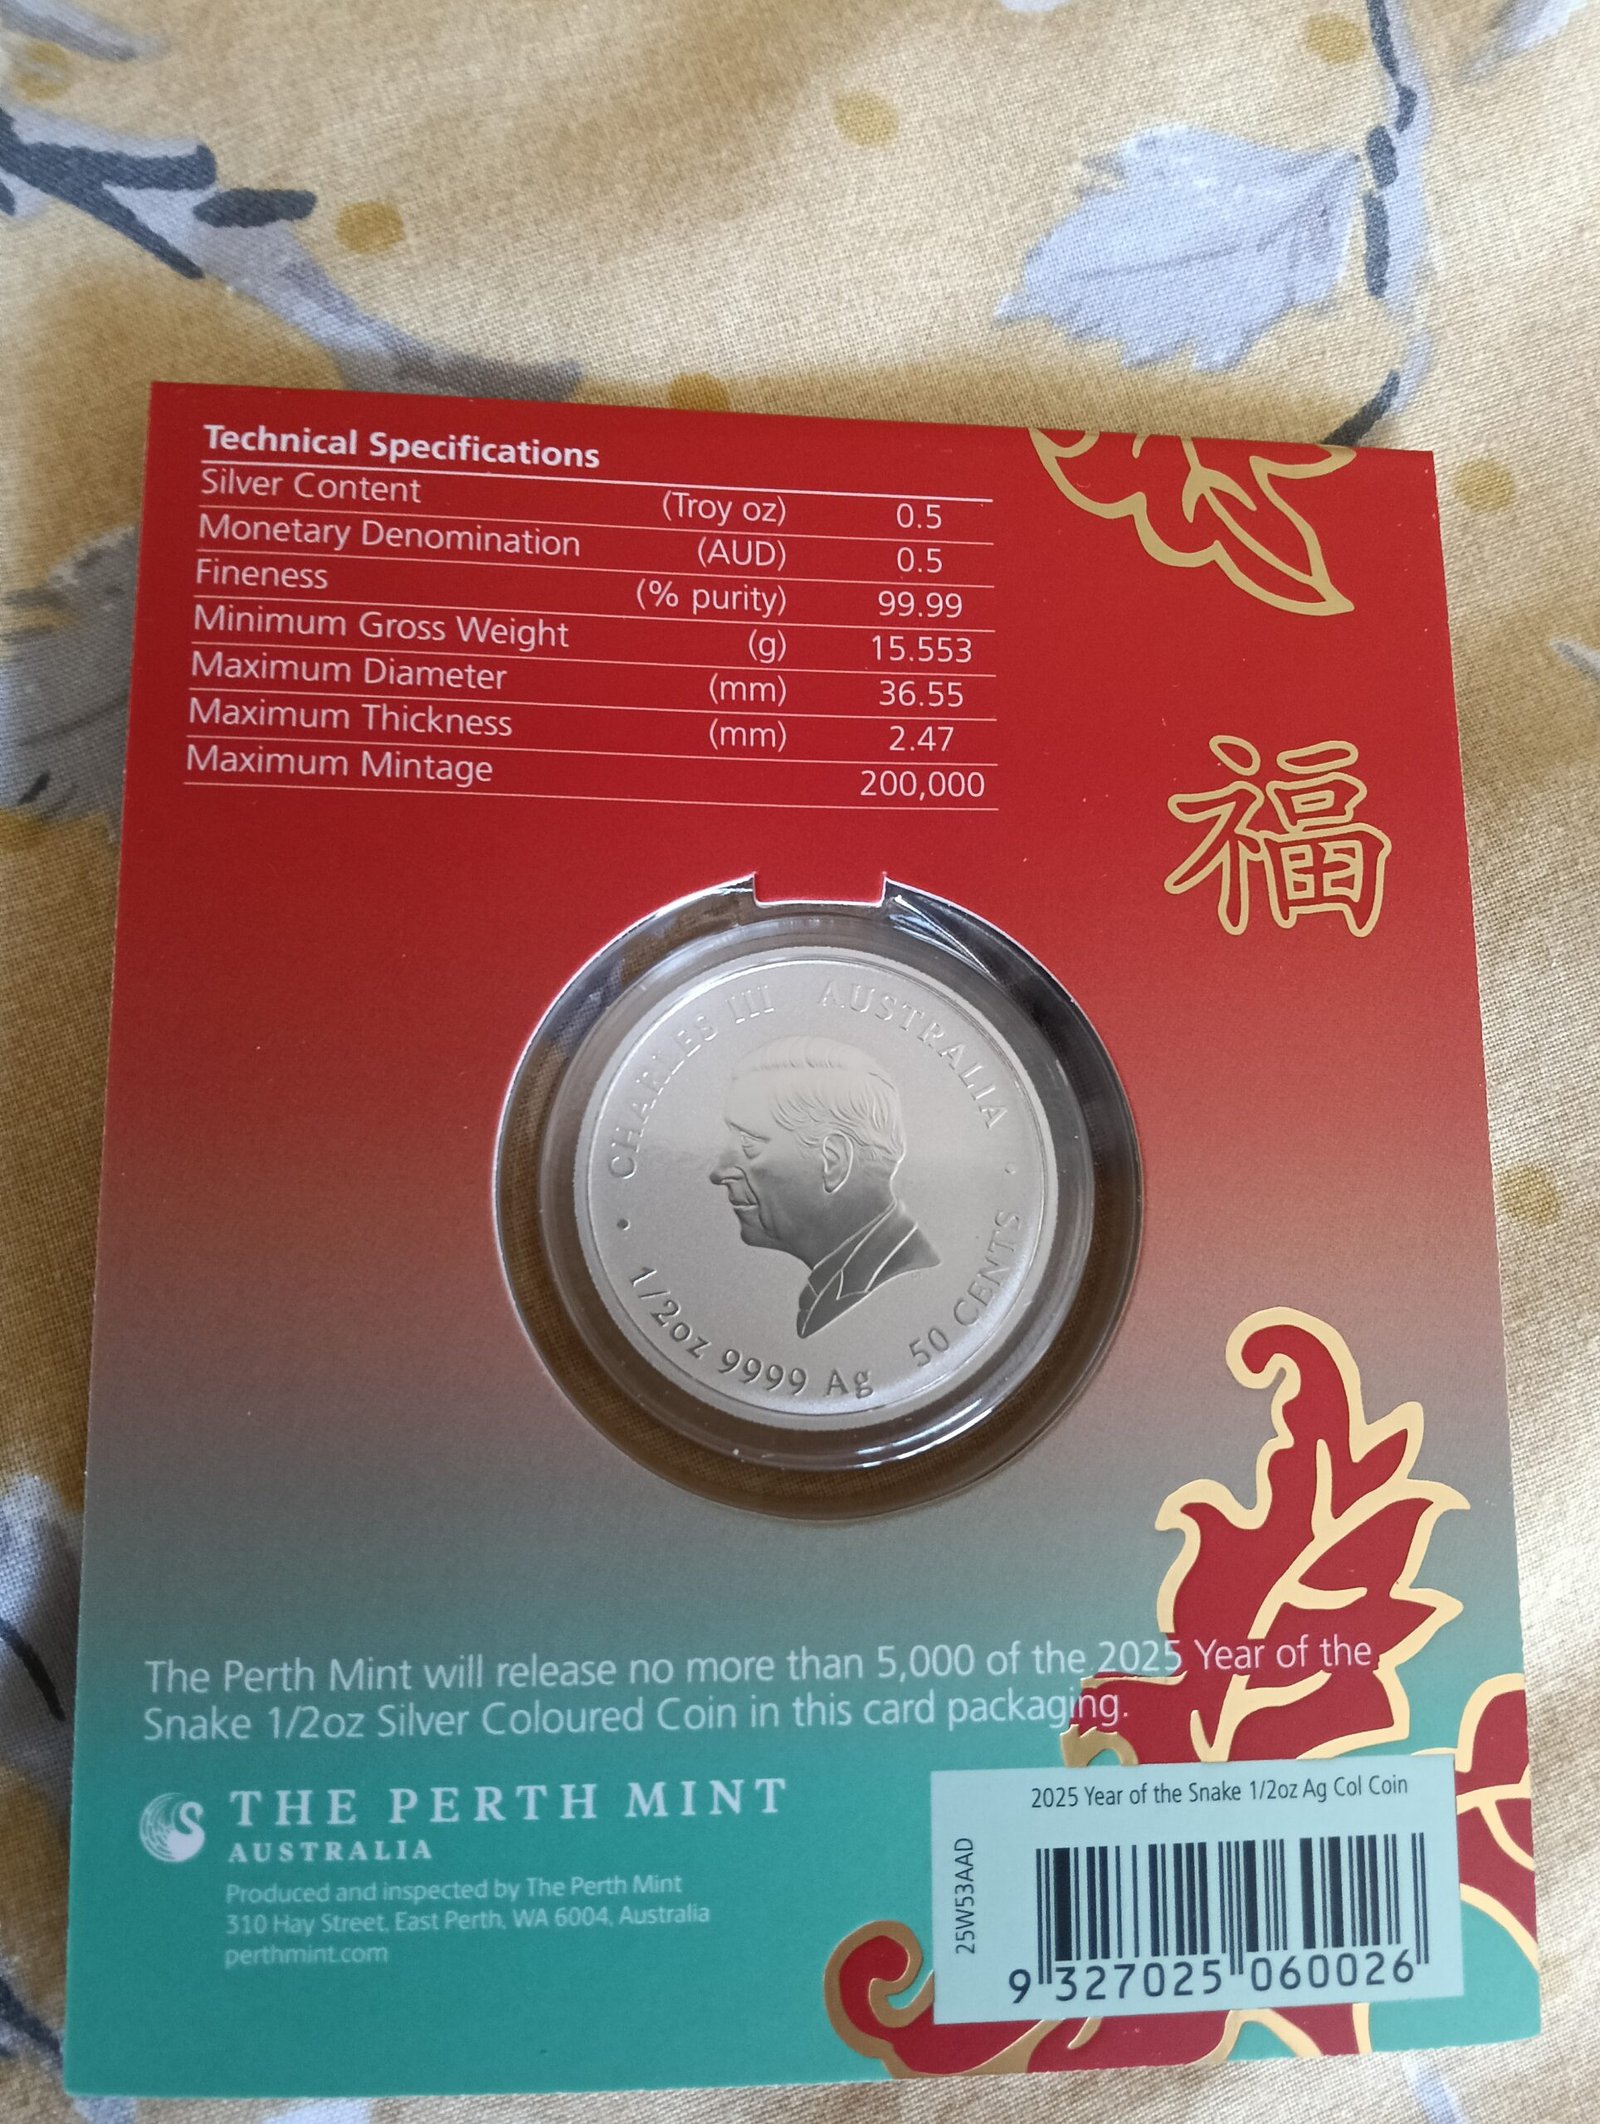 Technical Specifications
Silver Content (Troy oz) 0.5
Monetary Denomination (AUD) 0.5
Fineness (% purity) 99.99
Minimum Gross Weight (g) 15.553
Maximum Diameter (mm) 36.55
Maximum Thickness (mm) 2.47
Maximum Mintage 200,000
福
CHARLES III AUSTRALIA
1/2oz 9999 Ag 50 CENTS
The Perth Mint will release no more than 5,000 of the 2025 Year of the
Snake 1/2oz Silver Coloured Coin in this card packaging.
THE PERTH MINT
AUSTRALIA
Produced and inspected by The Perth Mint
310 Hay Street, East Perth, WA 6004, Australia
perthmint.com
2025 Year of the Snake 1/2oz Ag Col Coin
25W53AAD
9 327025 060026